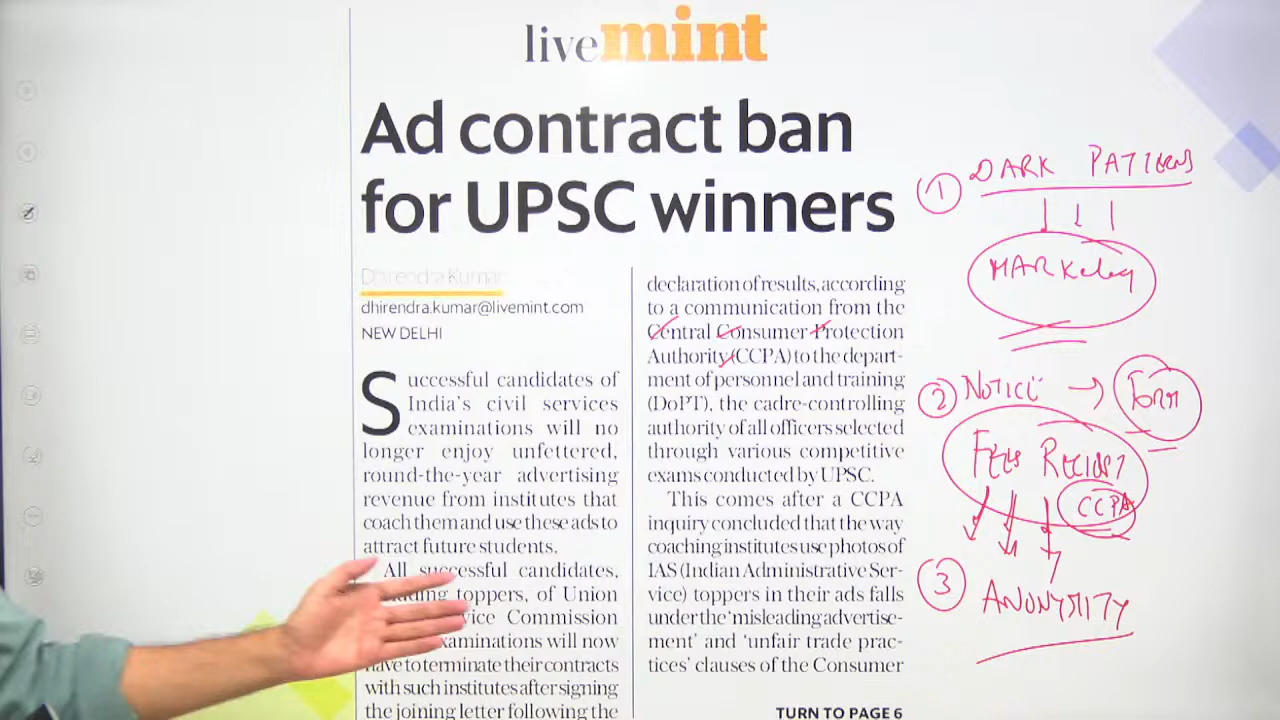 livemint
Ad contract ban
for UPSC winners
Dhirendra Kumar
dhirendra.kumar@livemint.com
NEW DELHI
Successful candidates of
India's civil services
examinations will no
longer enjoy unfettered,
round-the-year advertising
revenue from institutes that
coach them and use these ads to
attract future students.
All successful candidates,
toppers, of Union
Commission
examinations will now
have to terminate their contracts
with such institutes after signing
the joining letter following the
declaration of results, according
to a communication from the
Central Consumer Protection
Authority (CCPA) to the depart-
ment of personnel and training
(DoPT), the cadre-controlling
authority of all officers selected
through various competitive
exams conducted by UPSC.
This comes after a CCPA
inquiry concluded that the way
coaching institutes use photos of
IAS (Indian Administrative Ser-
vice) toppers in their ads falls
under the 'misleading advertise-
ment' and 'unfair trade prac-
tices' clauses of the Consumer
TURN TO PAGE 6
1 DARK PATTERNS
MARKeting
2 NOTICE → FORM
FEES
CCPA
3 ANONYMITY